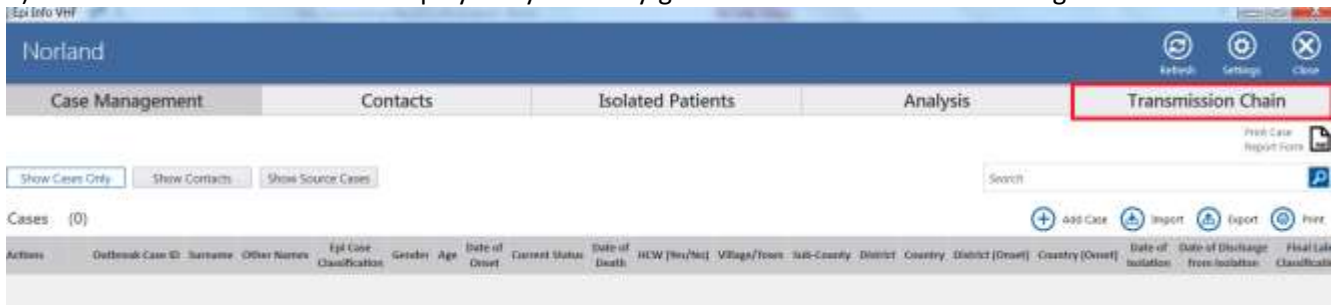 Epi Info VHF
Norland
Refresh Settings Close
Case Management Contacts Isolated Patients Analysis Transmission Chain
Print Case
Report Form
Show Cases Only Show Contacts Show Source Cases Search
Cases (0) Add Case Import Export Print
Actions Outbreak Case ID Surname Other Names Epi Case Classification Gender Age Date of Onset Current Status Date of Death HCW (Yes/No) Village/Town Sub-County District Country District (Onset) Country (Onset) Date of Isolation Date of Discharge from Isolation Final